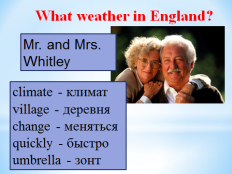 What weather in England?
Mr. and Mrs.
Whitley
climate - климат
village - деревня
change - меняться
quickly - быстро
umbrella - зонт